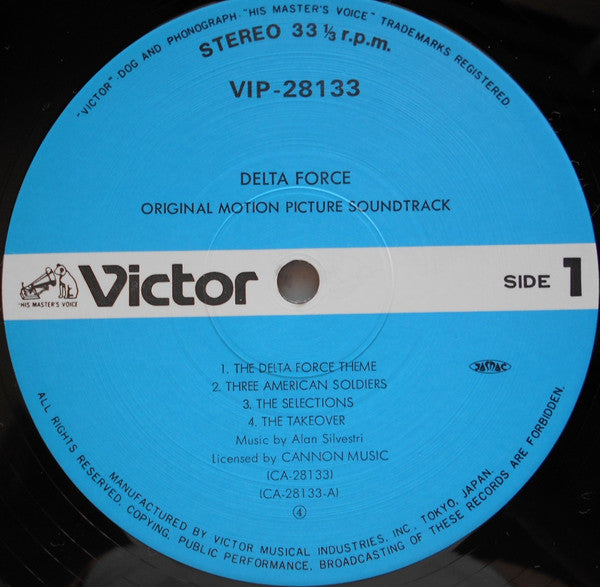 "VICTOR"·DOG AND PHONOGRAPH·"HIS MASTER'S VOICE" TRADEMARKS REGISTERED.
STEREO 33 ⅓ r.p.m.
VIP-28133
DELTA FORCE
ORIGINAL MOTION PICTURE SOUNDTRACK
"HIS MASTER'S VOICE"
Victor
SIDE 1
1. THE DELTA FORCE THEME
2. THREE AMERICAN SOLDIERS
3. THE SELECTIONS
4. THE TAKEOVER
Music by Alan Silvestri
Licensed by CANNON MUSIC
(CA-28133)
(CA-28133-A)
④
JASRAC
MANUFACTURED BY VICTOR MUSICAL INDUSTRIES, INC., TOKYO, JAPAN.
ALL RIGHTS RESERVED. COPYING, PUBLIC PERFORMANCE, BROADCASTING OF THESE RECORDS ARE FORBIDDEN.